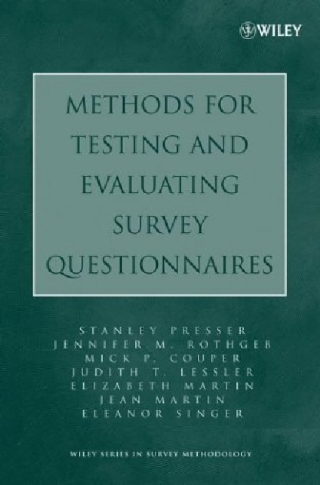 WILEY
METHODS FOR
TESTING AND
EVALUATING
SURVEY
QUESTIONNAIRES
STANLEY PRESSER
JENNIFER M. ROTHGEB
MICK P. COUPER
JUDITH T. LESSLER
ELIZABETH MARTIN
JEAN MARTIN
ELEANOR SINGER
WILEY SERIES IN SURVEY METHODOLOGY